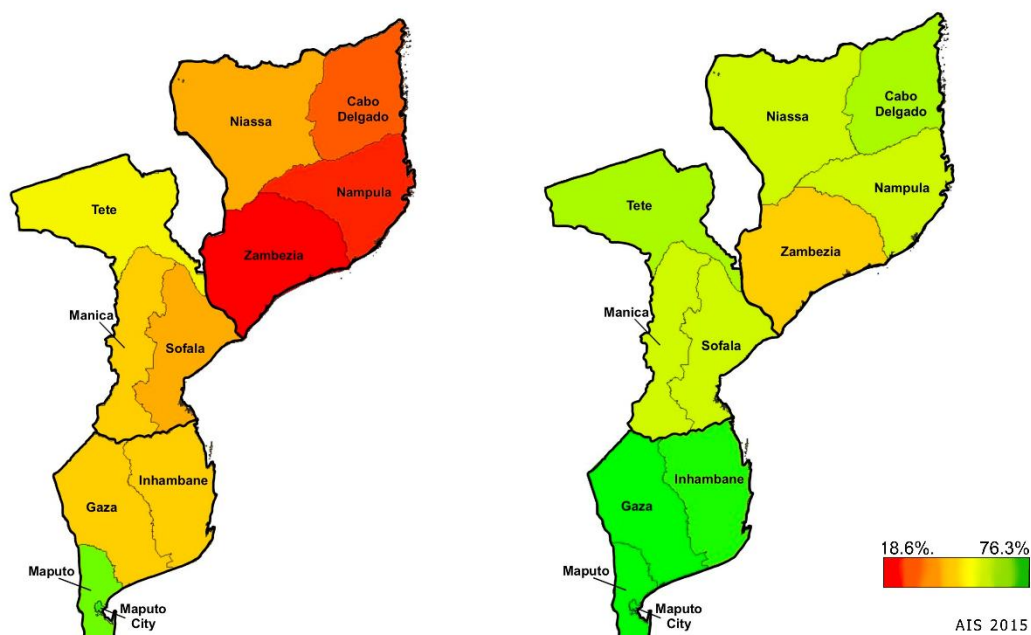 Niassa
Cabo
Delgado
Nampula
Tete
Zambezia
Manica
Sofala
Inhambane
Gaza
Maputo
Maputo
City
Niassa
Cabo
Delgado
Nampula
Tete
Zambezia
Manica
Sofala
Inhambane
Gaza
Maputo
Maputo
City
18.6%. 76.3%
AIS 2015